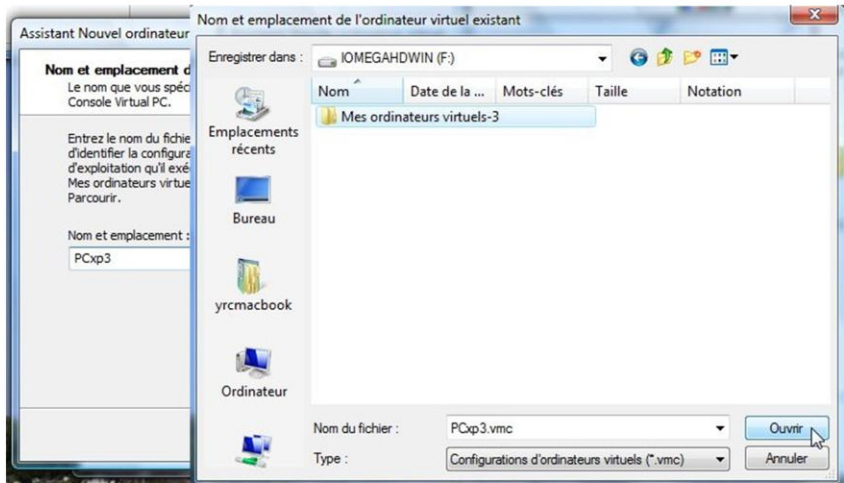 Assistant Nouvel ordinateur
Nom et emplacement d
Le nom que vous spéc
Console Virtual PC.
Entrez le nom du fichie
d'identifier la configura
d'exploitation qu'il exé
Mes ordinateurs virtue
Parcourir.
Nom et emplacement :
PCxp3
Nom et emplacement de l'ordinateur virtuel existant
Enregistrer dans :
IOMEGAHDWIN (F:)
Nom Date de la ... Mots-clés Taille Notation
Mes ordinateurs virtuels-3
Emplacements
récents
Bureau
yrcmacbook
Ordinateur
Nom du fichier : PCxp3.vmc Ouvrir
Type : Configurations d'ordinateurs virtuels (*.vmc) Annuler